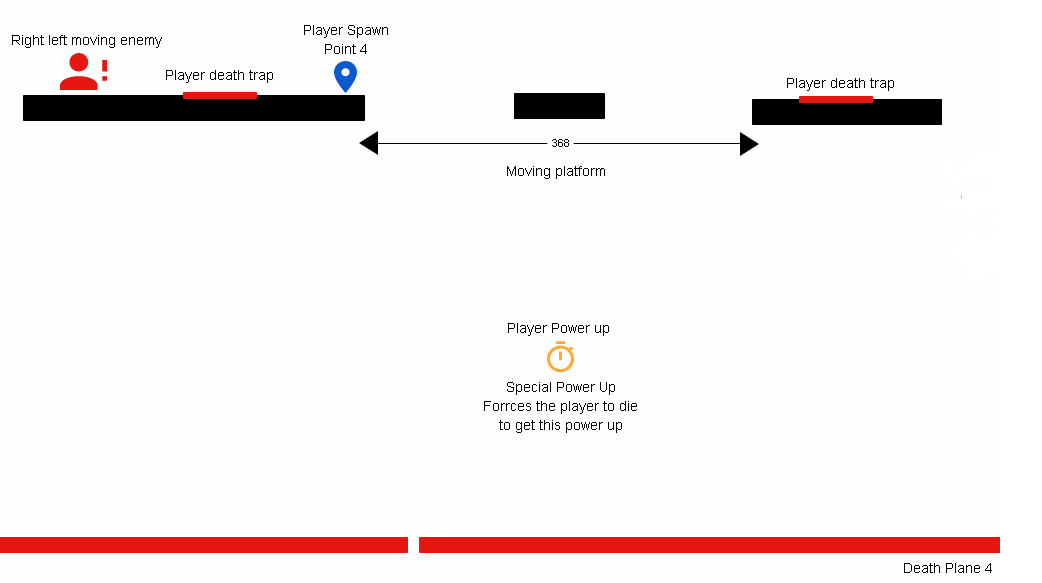 Player Spawn
Point 4
Right left moving enemy
Player death trap
Player death trap
368
Moving platform
Player Power up
Special Power Up
Forrces the player to die
to get this power up
Death Plane 4